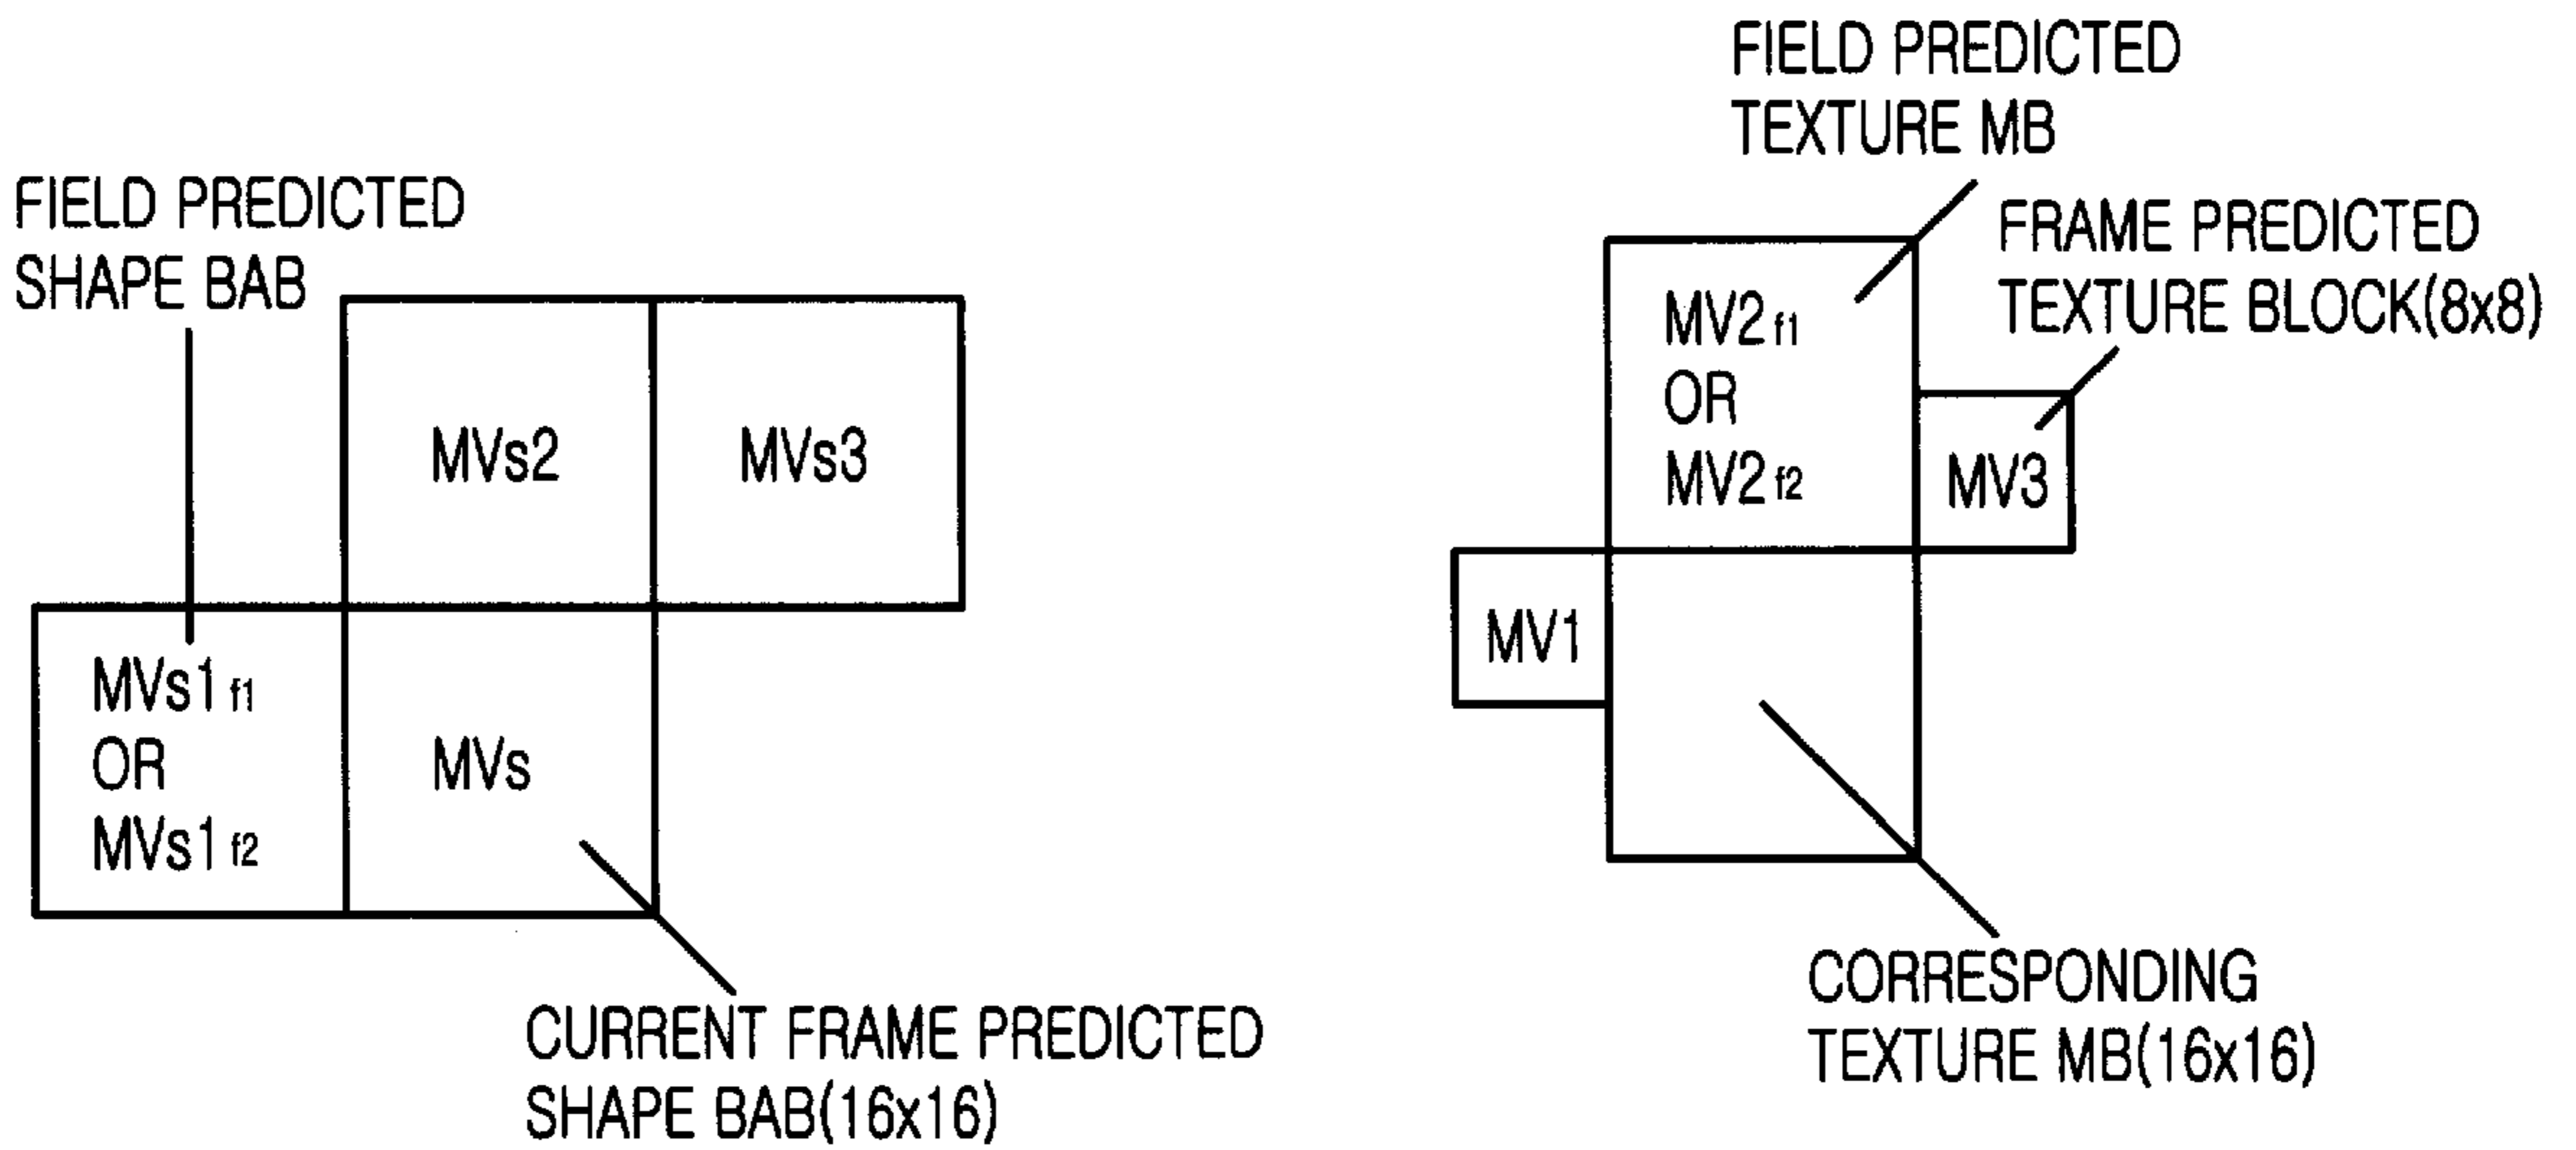 FIELD PREDICTED
SHAPE BAB
MVs2
MVs3
MVs1 f1
OR
MVs1 f2
MVs
CURRENT FRAME PREDICTED
SHAPE BAB(16x16)
FIELD PREDICTED
TEXTURE MB
FRAME PREDICTED
TEXTURE BLOCK(8x8)
MV2 f1
OR
MV2 f2
MV3
MV1
CORRESPONDING
TEXTURE MB(16x16)